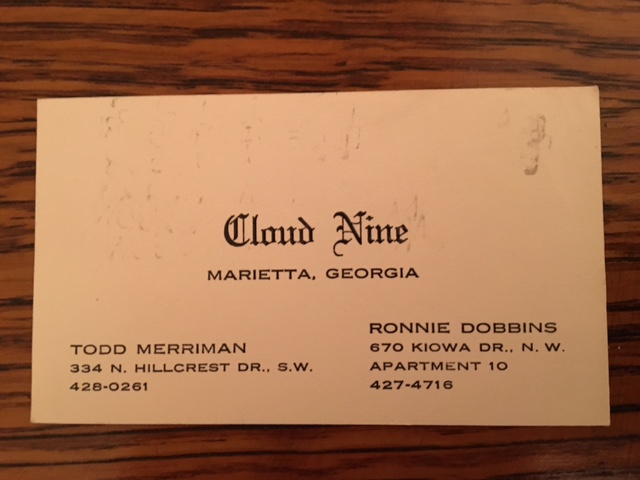 Cloud Nine
MARIETTA, GEORGIA
TODD MERRIMAN
334 N. HILLCREST DR., S.W.
428-0261
RONNIE DOBBINS
670 KIOWA DR., N. W.
APARTMENT 10
427-4716